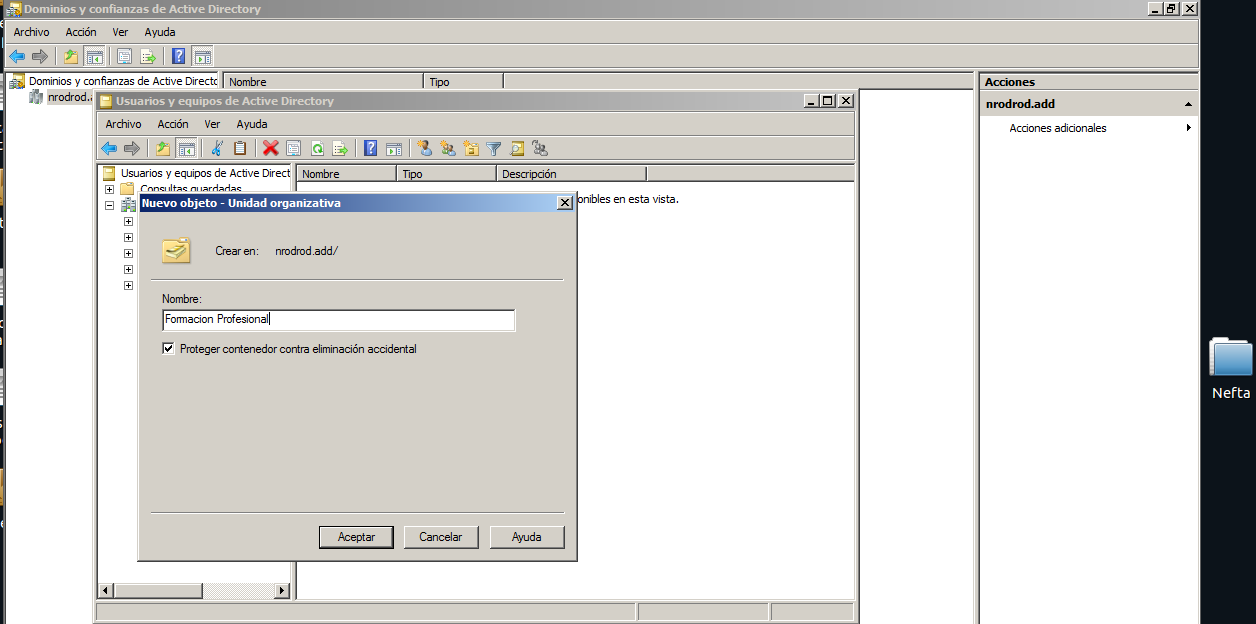 Dominios y confianzas de Active Directory
Archivo Acción Ver Ayuda
Dominios y confianzas de Active Directo
Nombre Tipo
Acciones
nrodrod.add
Acciones adicionales
Usuarios y equipos de Active Directory
Archivo Acción Ver Ayuda
Usuarios y equipos de Active Direct
Nombre Tipo Descripción
Consultas guardadas
en esta vista.
Nuevo objeto - Unidad organizativa
Crear en: nrodrod.add/
Nombre:
Formacion Profesional
Proteger contenedor contra eliminación accidental
Aceptar Cancelar Ayuda
Nefta